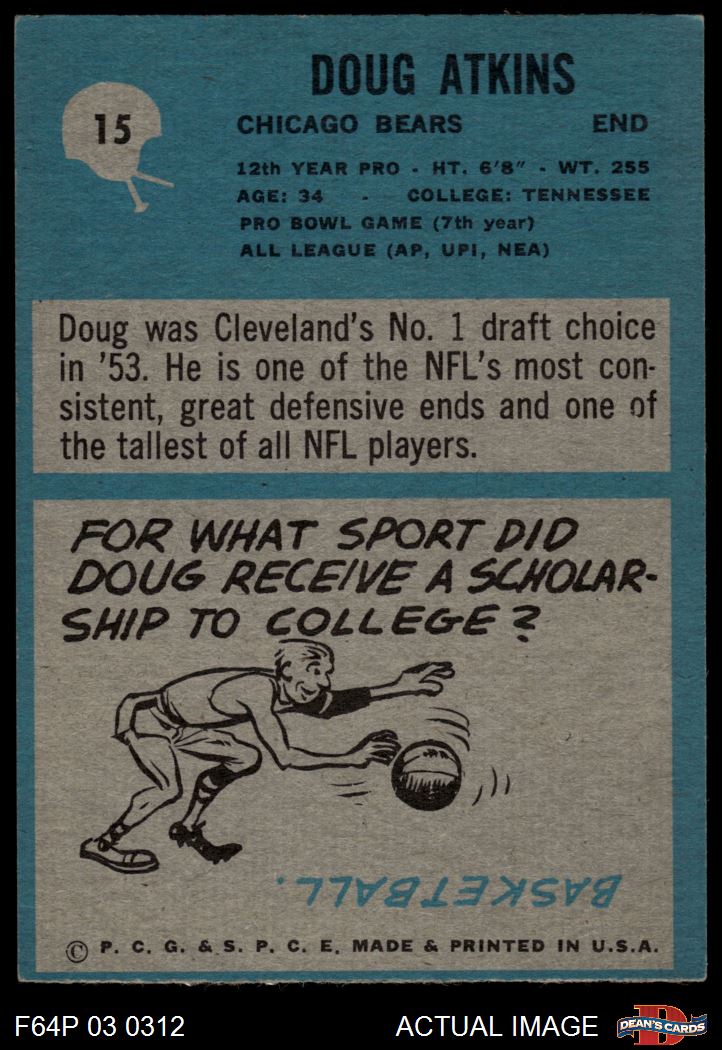 15
DOUG ATKINS
CHICAGO BEARS END
12th YEAR PRO - HT. 6'8" - WT. 255
AGE: 34 - COLLEGE: TENNESSEE
PRO BOWL GAME (7th year)
ALL LEAGUE (AP, UPI, NEA)
Doug was Cleveland's No. 1 draft choice
in '53. He is one of the NFL's most con-
sistent, great defensive ends and one of
the tallest of all NFL players.
FOR WHAT SPORT DID
DOUG RECEIVE A SCHOLAR-
SHIP TO COLLEGE?
BASKETBALL.
© P. C. G. & S. P. C. E. MADE & PRINTED IN U.S.A.
F64P 03 0312 ACTUAL IMAGE D DEAN'S CARDS